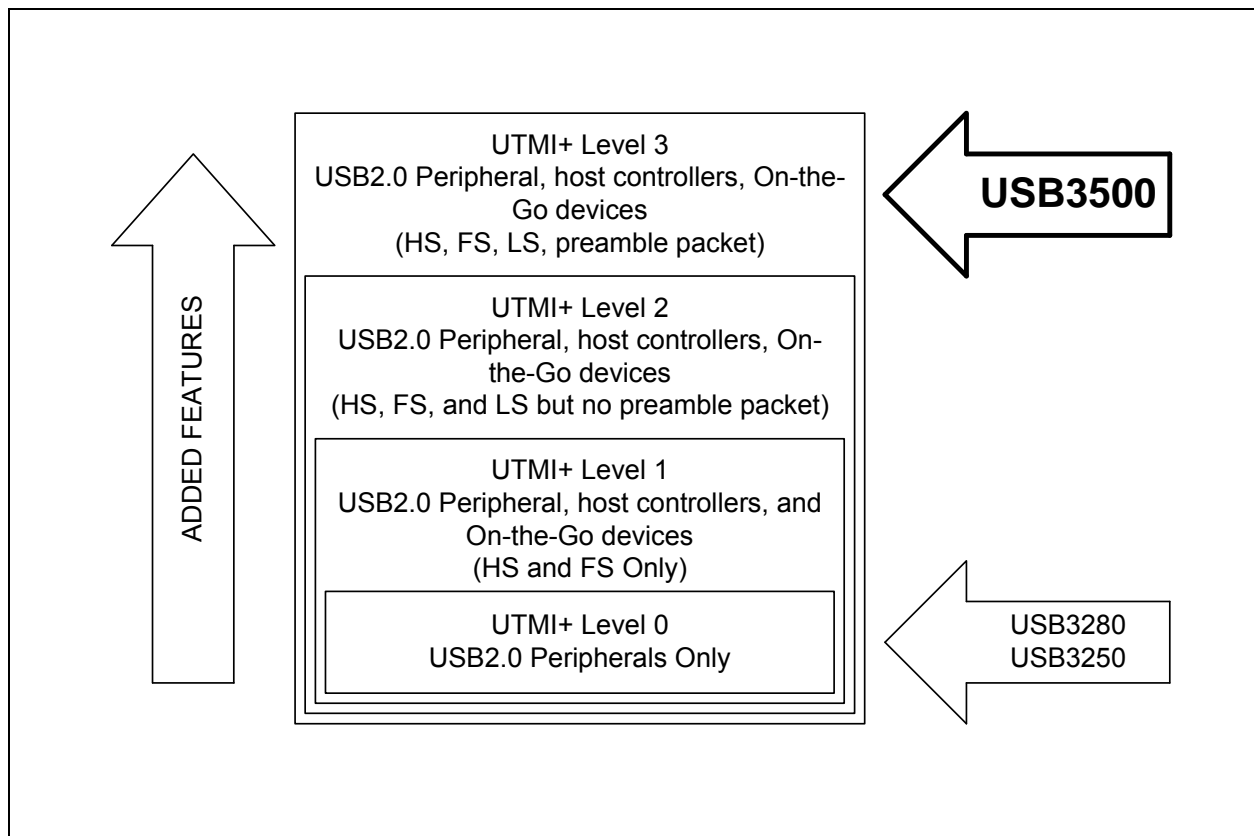 UTMI+ Level 3
USB2.0 Peripheral, host controllers, On-the-
Go devices
(HS, FS, LS, preamble packet)
USB3500
ADDED FEATURES
UTMI+ Level 2
USB2.0 Peripheral, host controllers, On-
the-Go devices
(HS, FS, and LS but no preamble packet)
UTMI+ Level 1
USB2.0 Peripheral, host controllers, and
On-the-Go devices
(HS and FS Only)
UTMI+ Level 0
USB2.0 Peripherals Only
USB3280
USB3250